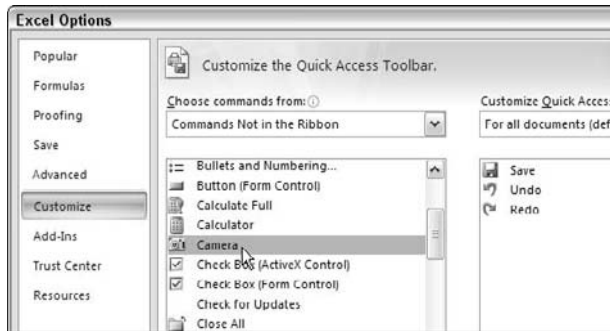 Excel Options
Popular
Formulas
Proofing
Save
Advanced
Customize
Add-Ins
Trust Center
Resources
Customize the Quick Access Toolbar.
Choose commands from:
Commands Not in the Ribbon
Bullets and Numbering...
Button (Form Control)
Calculate Full
Calculator
Camera
Check Box (ActiveX Control)
Check Box (Form Control)
Check for Updates
Close All
Customize Quick Access
For all documents (def
Save
Undo
Redo